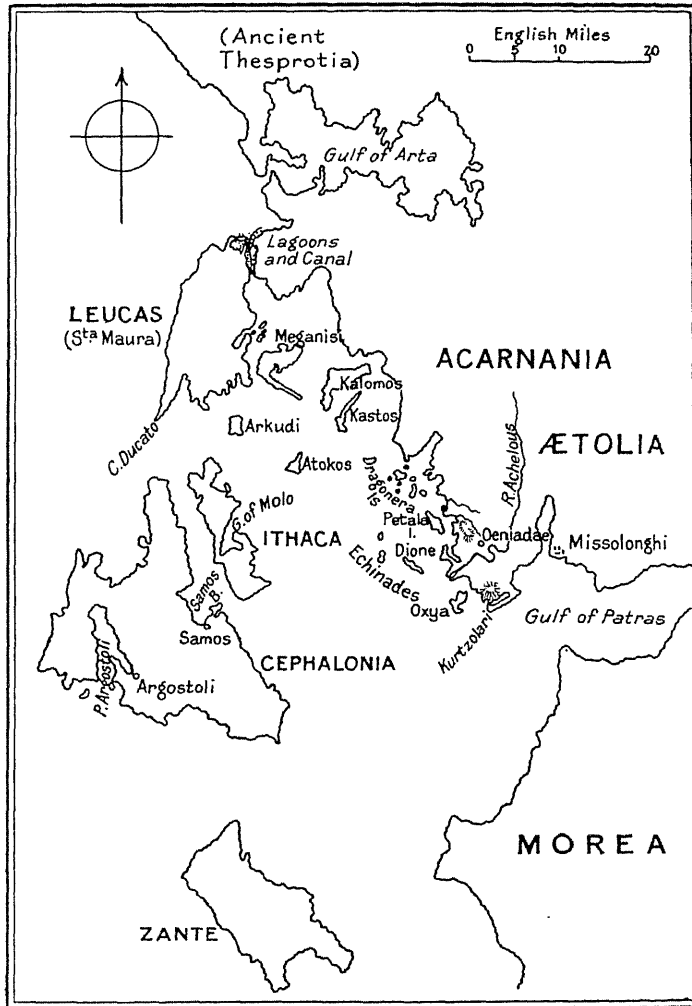 (Ancient
Thesprotia)
English Miles
0 5 10 20
Gulf of Arta
Lagoons
and Canal
LEUCAS
(Sta Maura)
Meganisi
ACARNANIA
Kalomos
Kastos
Arkudi
C. Ducato
ÆTOLIA
R. Achelous
Atokos
Dragonera
Is
G. of Molo
ITHACA
Petala
I.
Oeniadae
Missolonghi
Dione
Echinades
Samos
B.
Oxya
Kurtzolari
Gulf of Patras
Samos
CEPHALONIA
P. Argostoli
Argostoli
MOREA
ZANTE